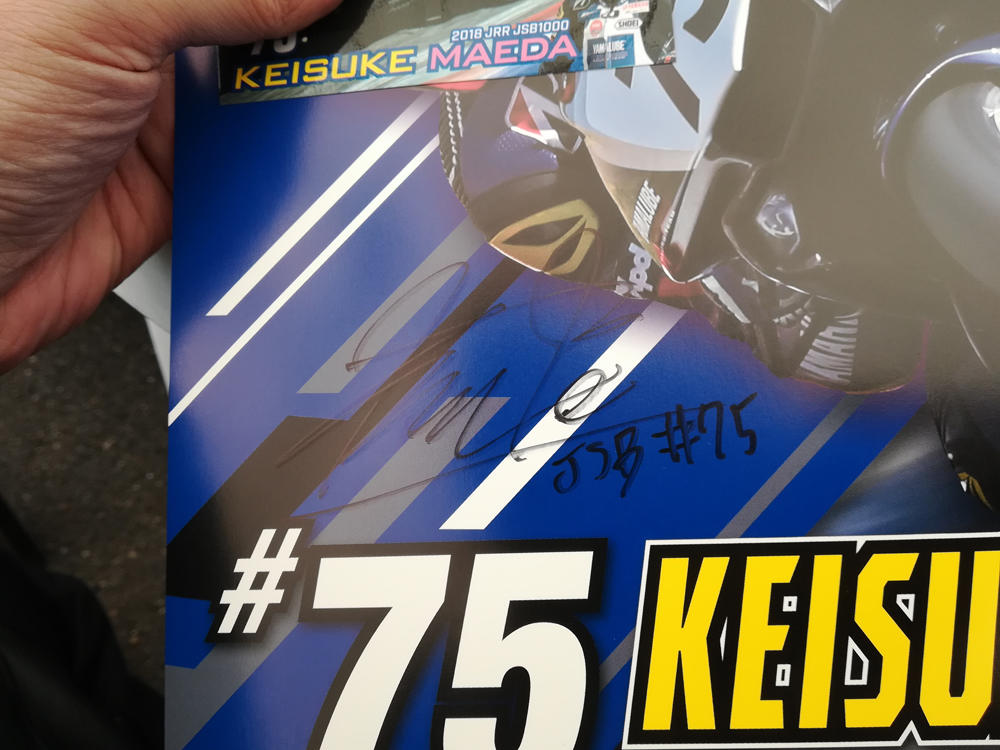 2018 JRR JSB1000
KEISUKE MAEDA
SHOEI
YAMALUBE
JSB #75
#75
KEISU